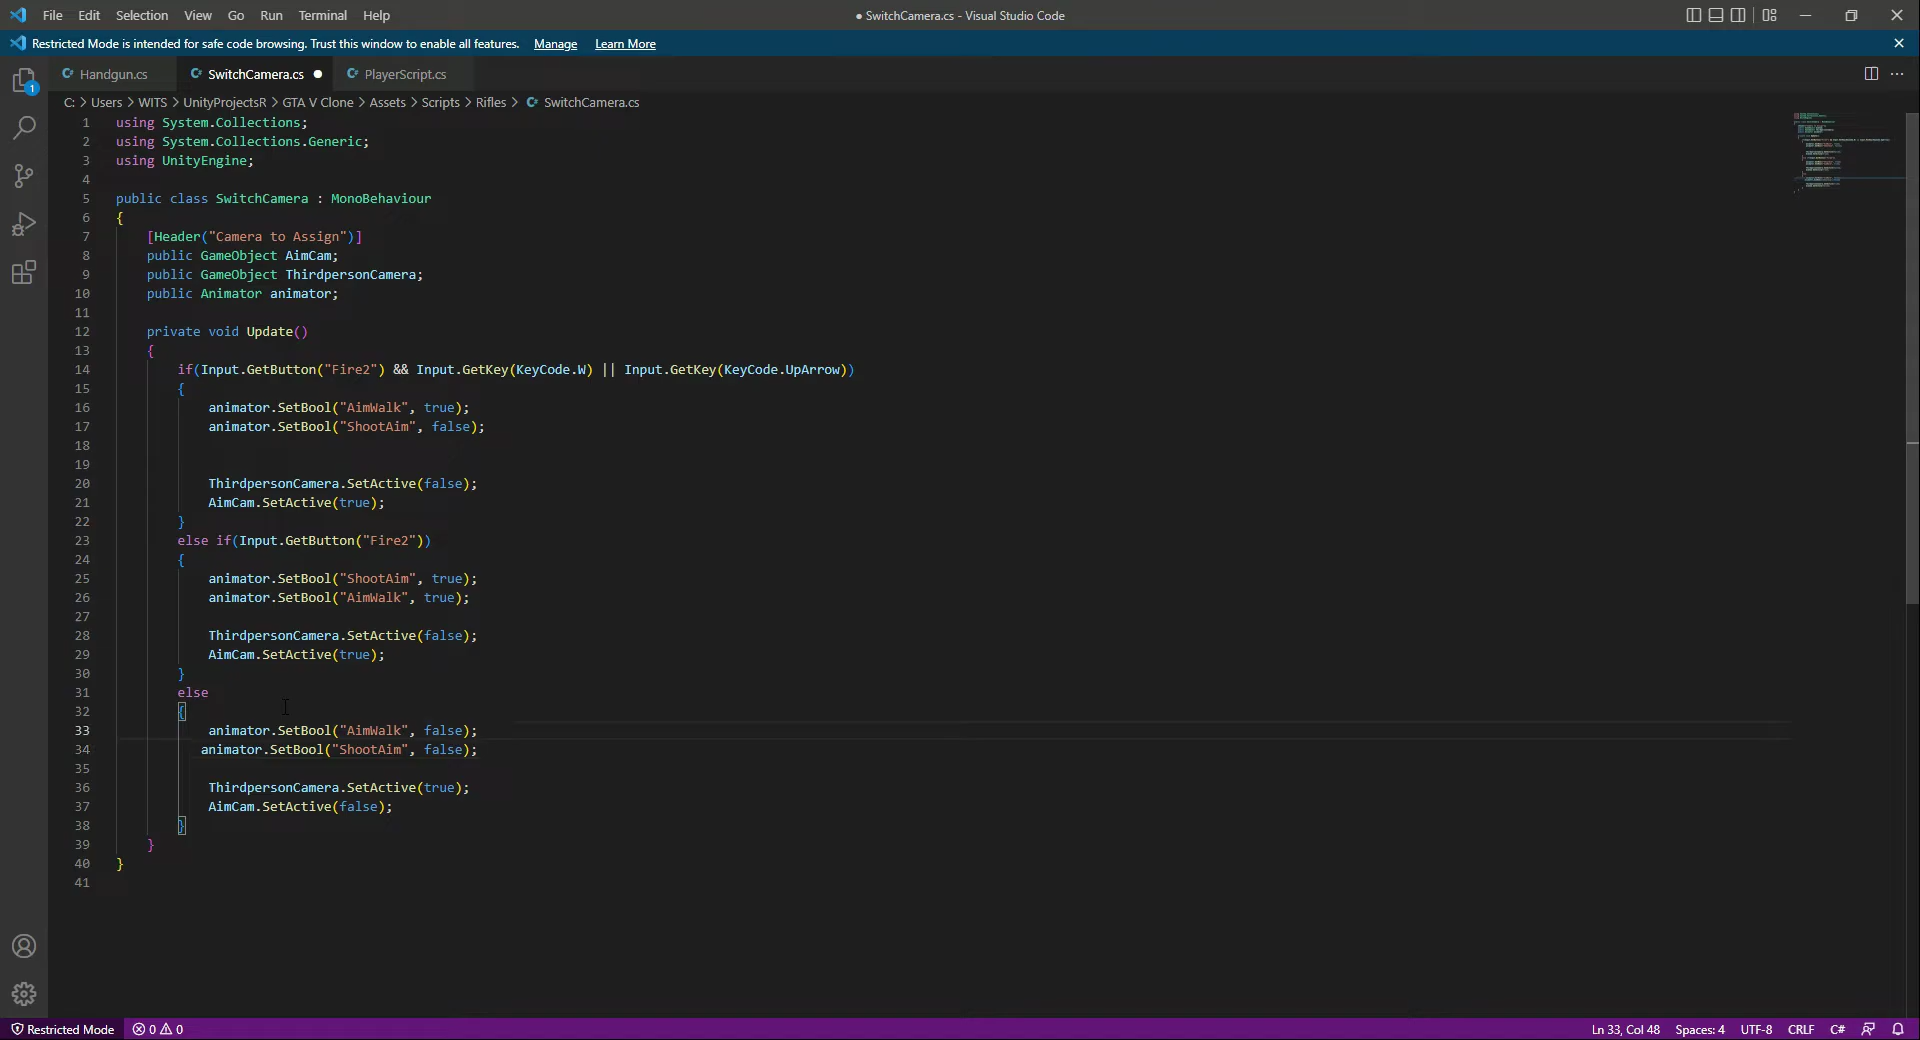 File Edit Selection View Go Run Terminal Help
● SwitchCamera.cs - Visual Studio Code
Restricted Mode is intended for safe code browsing. Trust this window to enable all features. Manage Learn More
Handgun.cs SwitchCamera.cs ● PlayerScript.cs
1
C: > Users > WITS > UnityProjectsR > GTA V Clone > Assets > Scripts > Rifles > SwitchCamera.cs
1 using System.Collections;
2 using System.Collections.Generic;
3 using UnityEngine;
4
5 public class SwitchCamera : MonoBehaviour
6 {
7 [Header("Camera to Assign")]
8 public GameObject AimCam;
9 public GameObject ThirdpersonCamera;
10 public Animator animator;
11
12 private void Update()
13 {
14 if(Input.GetButton("Fire2") && Input.GetKey(KeyCode.W) || Input.GetKey(KeyCode.UpArrow))
15 {
16 animator.SetBool("AimWalk", true);
17 animator.SetBool("ShootAim", false);
18
19
20 ThirdpersonCamera.SetActive(false);
21 AimCam.SetActive(true);
22 }
23 else if(Input.GetButton("Fire2"))
24 {
25 animator.SetBool("ShootAim", true);
26 animator.SetBool("AimWalk", true);
27
28 ThirdpersonCamera.SetActive(false);
29 AimCam.SetActive(true);
30 }
31 else
32 {
33 animator.SetBool("AimWalk", false);
34 animator.SetBool("ShootAim", false);
35
36 ThirdpersonCamera.SetActive(true);
37 AimCam.SetActive(false);
38 }
39 }
40 }
41
Restricted Mode 0 0 Ln 33, Col 48 Spaces: 4 UTF-8 CRLF C#